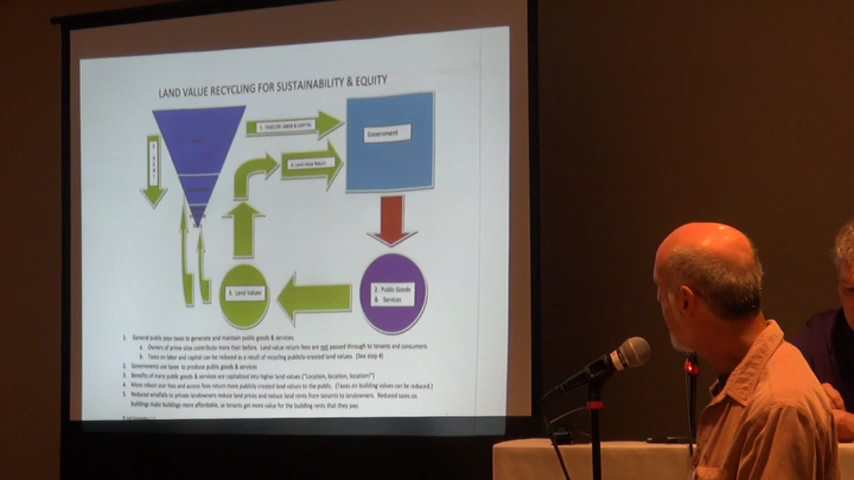 LAND VALUE RECYCLING FOR SUSTAINABILITY & EQUITY
1. TAXES ON LABOR & CAPITAL
Government
4. Land Value Return
3. Land Values
2. Public Goods
& Services
1. General public pays taxes to generate and maintain public goods & services.
a. Owners of prime sites contribute more than before. Land value return fees are not passed through to tenants and consumers.
b. Taxes on labor and capital can be reduced as a result of recycling publicly-created land values. (See step 4)
2. Governments use taxes to produce public goods & services
3. Benefits of many public goods & services are capitalized into higher land values ("Location, location, location!")
4. More robust user fees and access fees return more publicly-created land values to the public. (Taxes on building values can be reduced.)
5. Reduced windfalls to private landowners reduce land prices and reduce land rents from tenants to landowners. Reduced taxes on
buildings make buildings more affordable, so tenants get more value for the building rents that they pay.